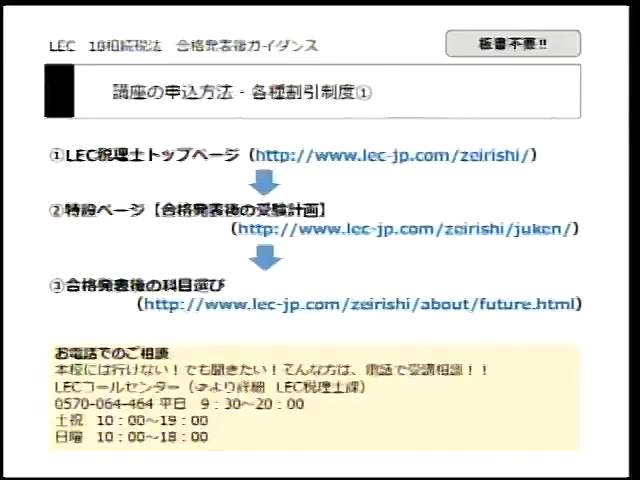 LEC 18相続税法 合格発表後ガイダンス
板書不要!!
講座の申込方法・各種割引制度①
①LEC税理士トップページ（http://www.lec-jp.com/zeirishi/）
②特設ページ【合格発表後の受験計画】
（http://www.lec-jp.com/zeirishi/juken/）
③合格発表後の科目選び
（http://www.lec-jp.com/zeirishi/about/future.html）
お電話でのご相談
本校には行けない！でも聞きたい！そんな方は、電話で受講相談！！
LECコールセンター（☞より詳細 LEC税理士課）
0570-064-464 平日 9：30～20：00
土祝 10：00～19：00
日曜 10：00～18：00